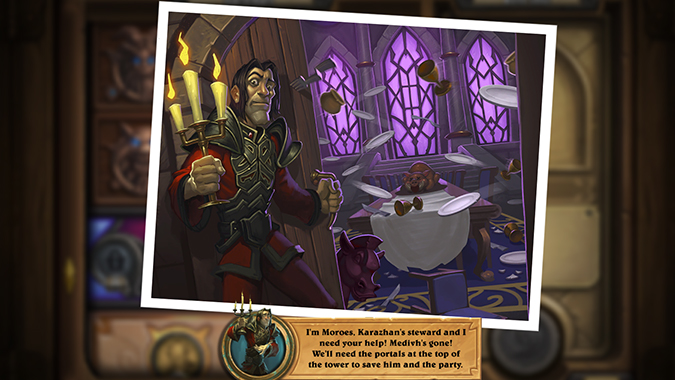 I'm Moroes, Karazhan's steward and I
need your help! Medivh's gone!
We'll need the portals at the top of
the tower to save him and the party.